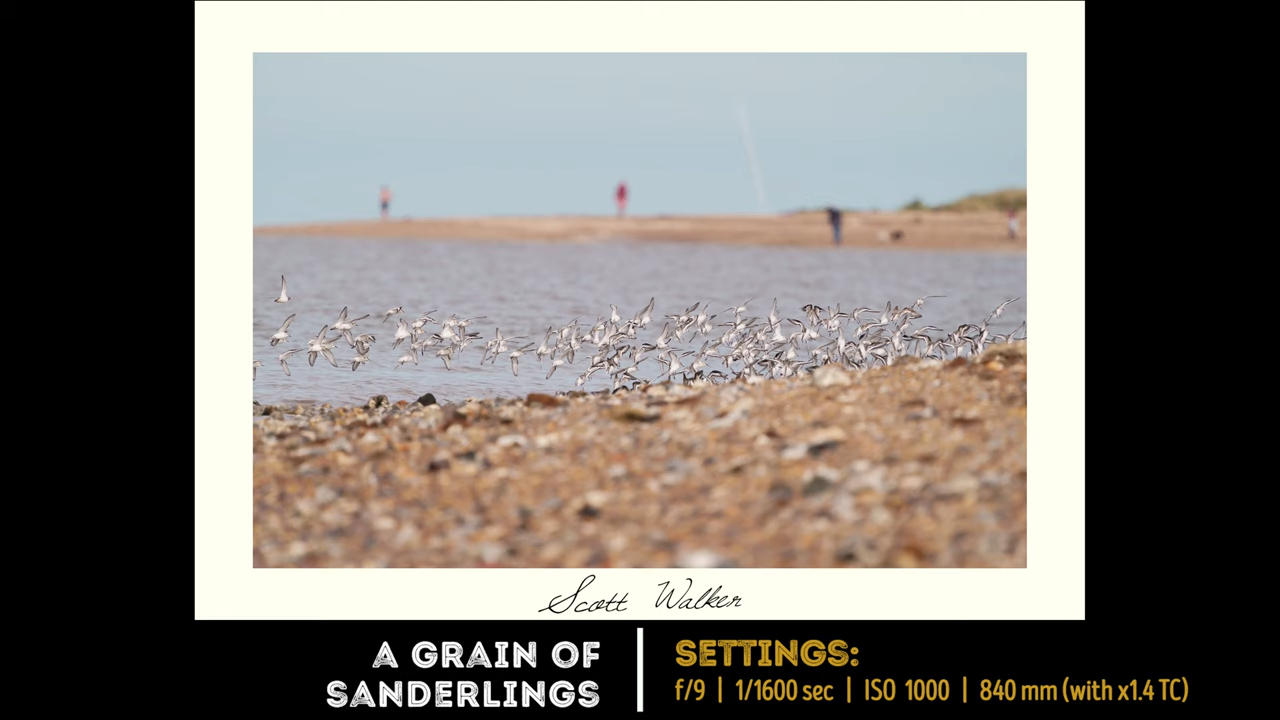 Scott Walker
A GRAIN OF
SANDERLINGS
SETTINGS:
f/9 | 1/1600 sec | ISO 1000 | 840 mm (with x1.4 TC)